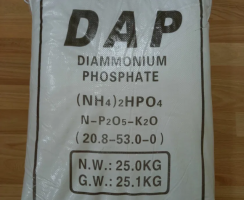 DAP
DIAMMONIUM
PHOSPHATE
(NH4)2HPO4
N-P2O5-K2O
(20.8-53.0-0)
N.W.: 25.0KG
G.W.: 25.1KG